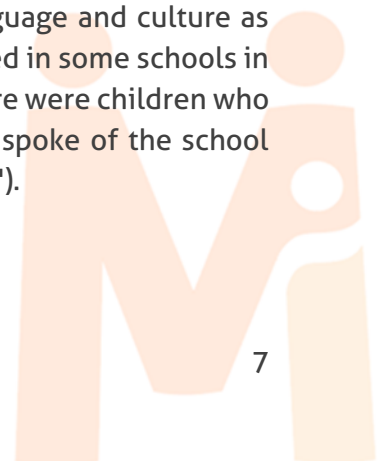 guage and culture as
ed in some schools in
re were children who
spoke of the school
").
7